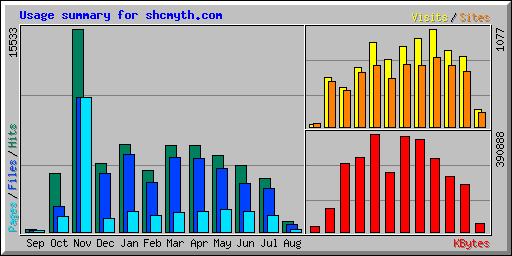 Usage summary for shcmyth.com
Visits / Sites
15533
1077
Pages / Files / Hits
390888
Sep Oct Nov Dec Jan Feb Mar Apr May Jun Jul Aug
KBytes